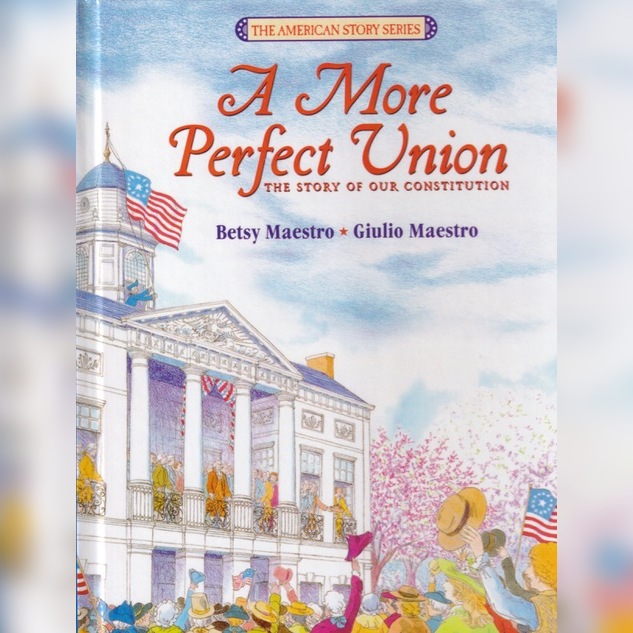 THE AMERICAN STORY SERIES
A More
Perfect Union
THE STORY OF OUR CONSTITUTION
Betsy Maestro ★ Giulio Maestro